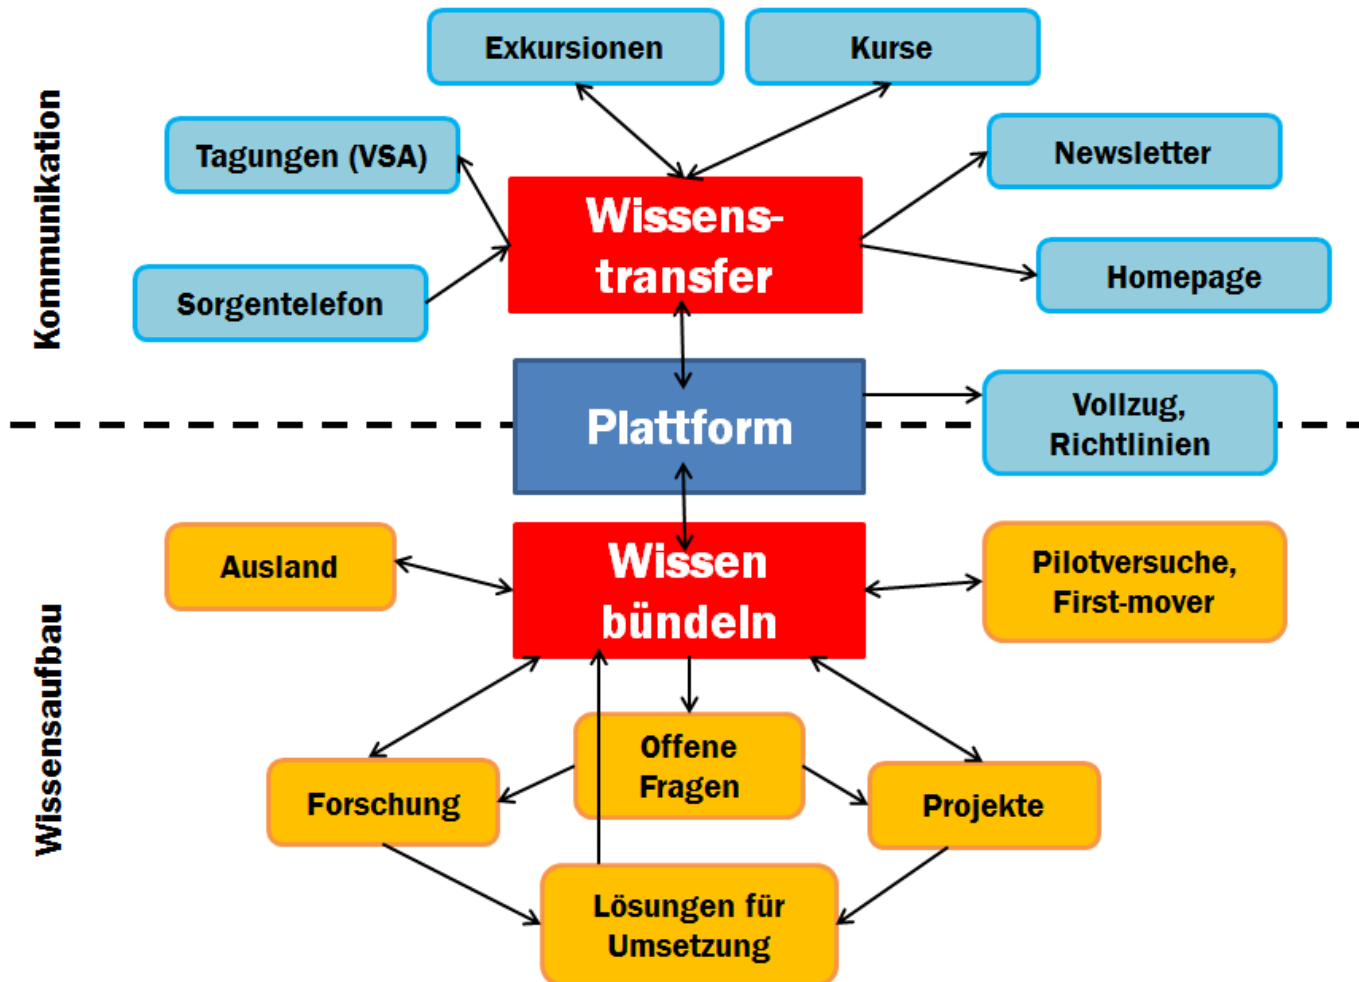 Exkursionen
Kurse
Kommunikation
Tagungen (VSA)
Newsletter
Wissens-
transfer
Sorgentelefon
Homepage
Plattform
Vollzug,
Richtlinien
Wissensaufbau
Ausland
Wissen
bündeln
Pilotversuche,
First-mover
Offene
Fragen
Forschung
Projekte
Lösungen für
Umsetzung